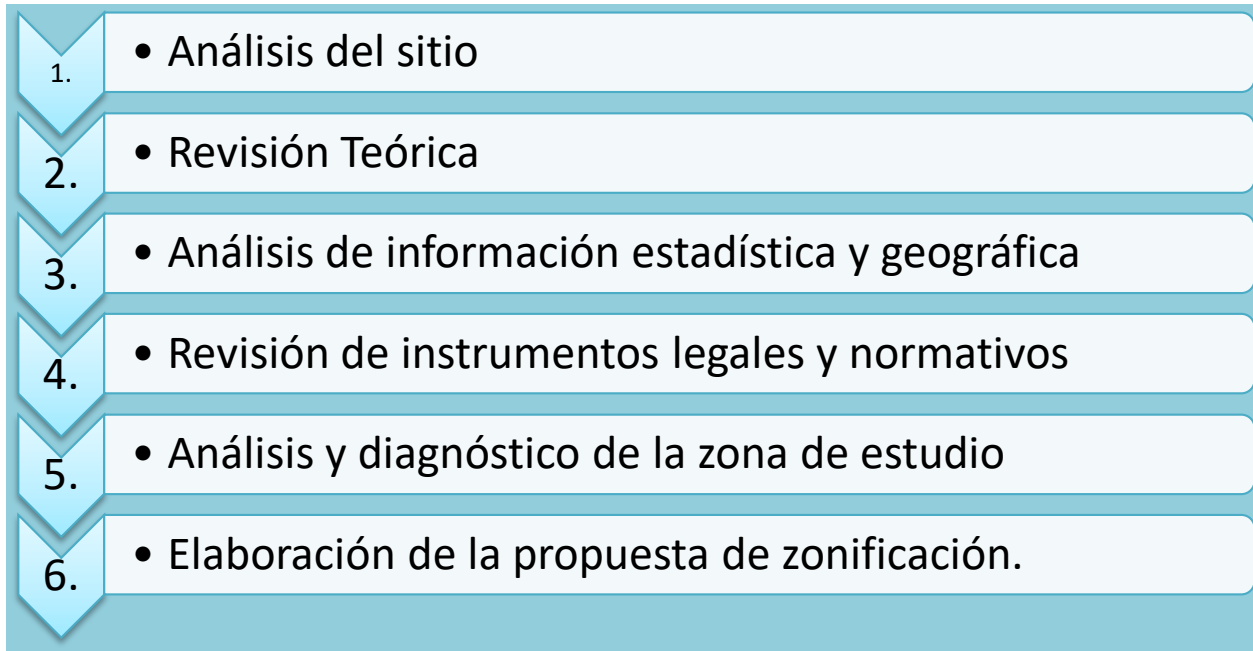 1. • Análisis del sitio
2. • Revisión Teórica
3. • Análisis de información estadística y geográfica
4. • Revisión de instrumentos legales y normativos
5. • Análisis y diagnóstico de la zona de estudio
6. • Elaboración de la propuesta de zonificación.